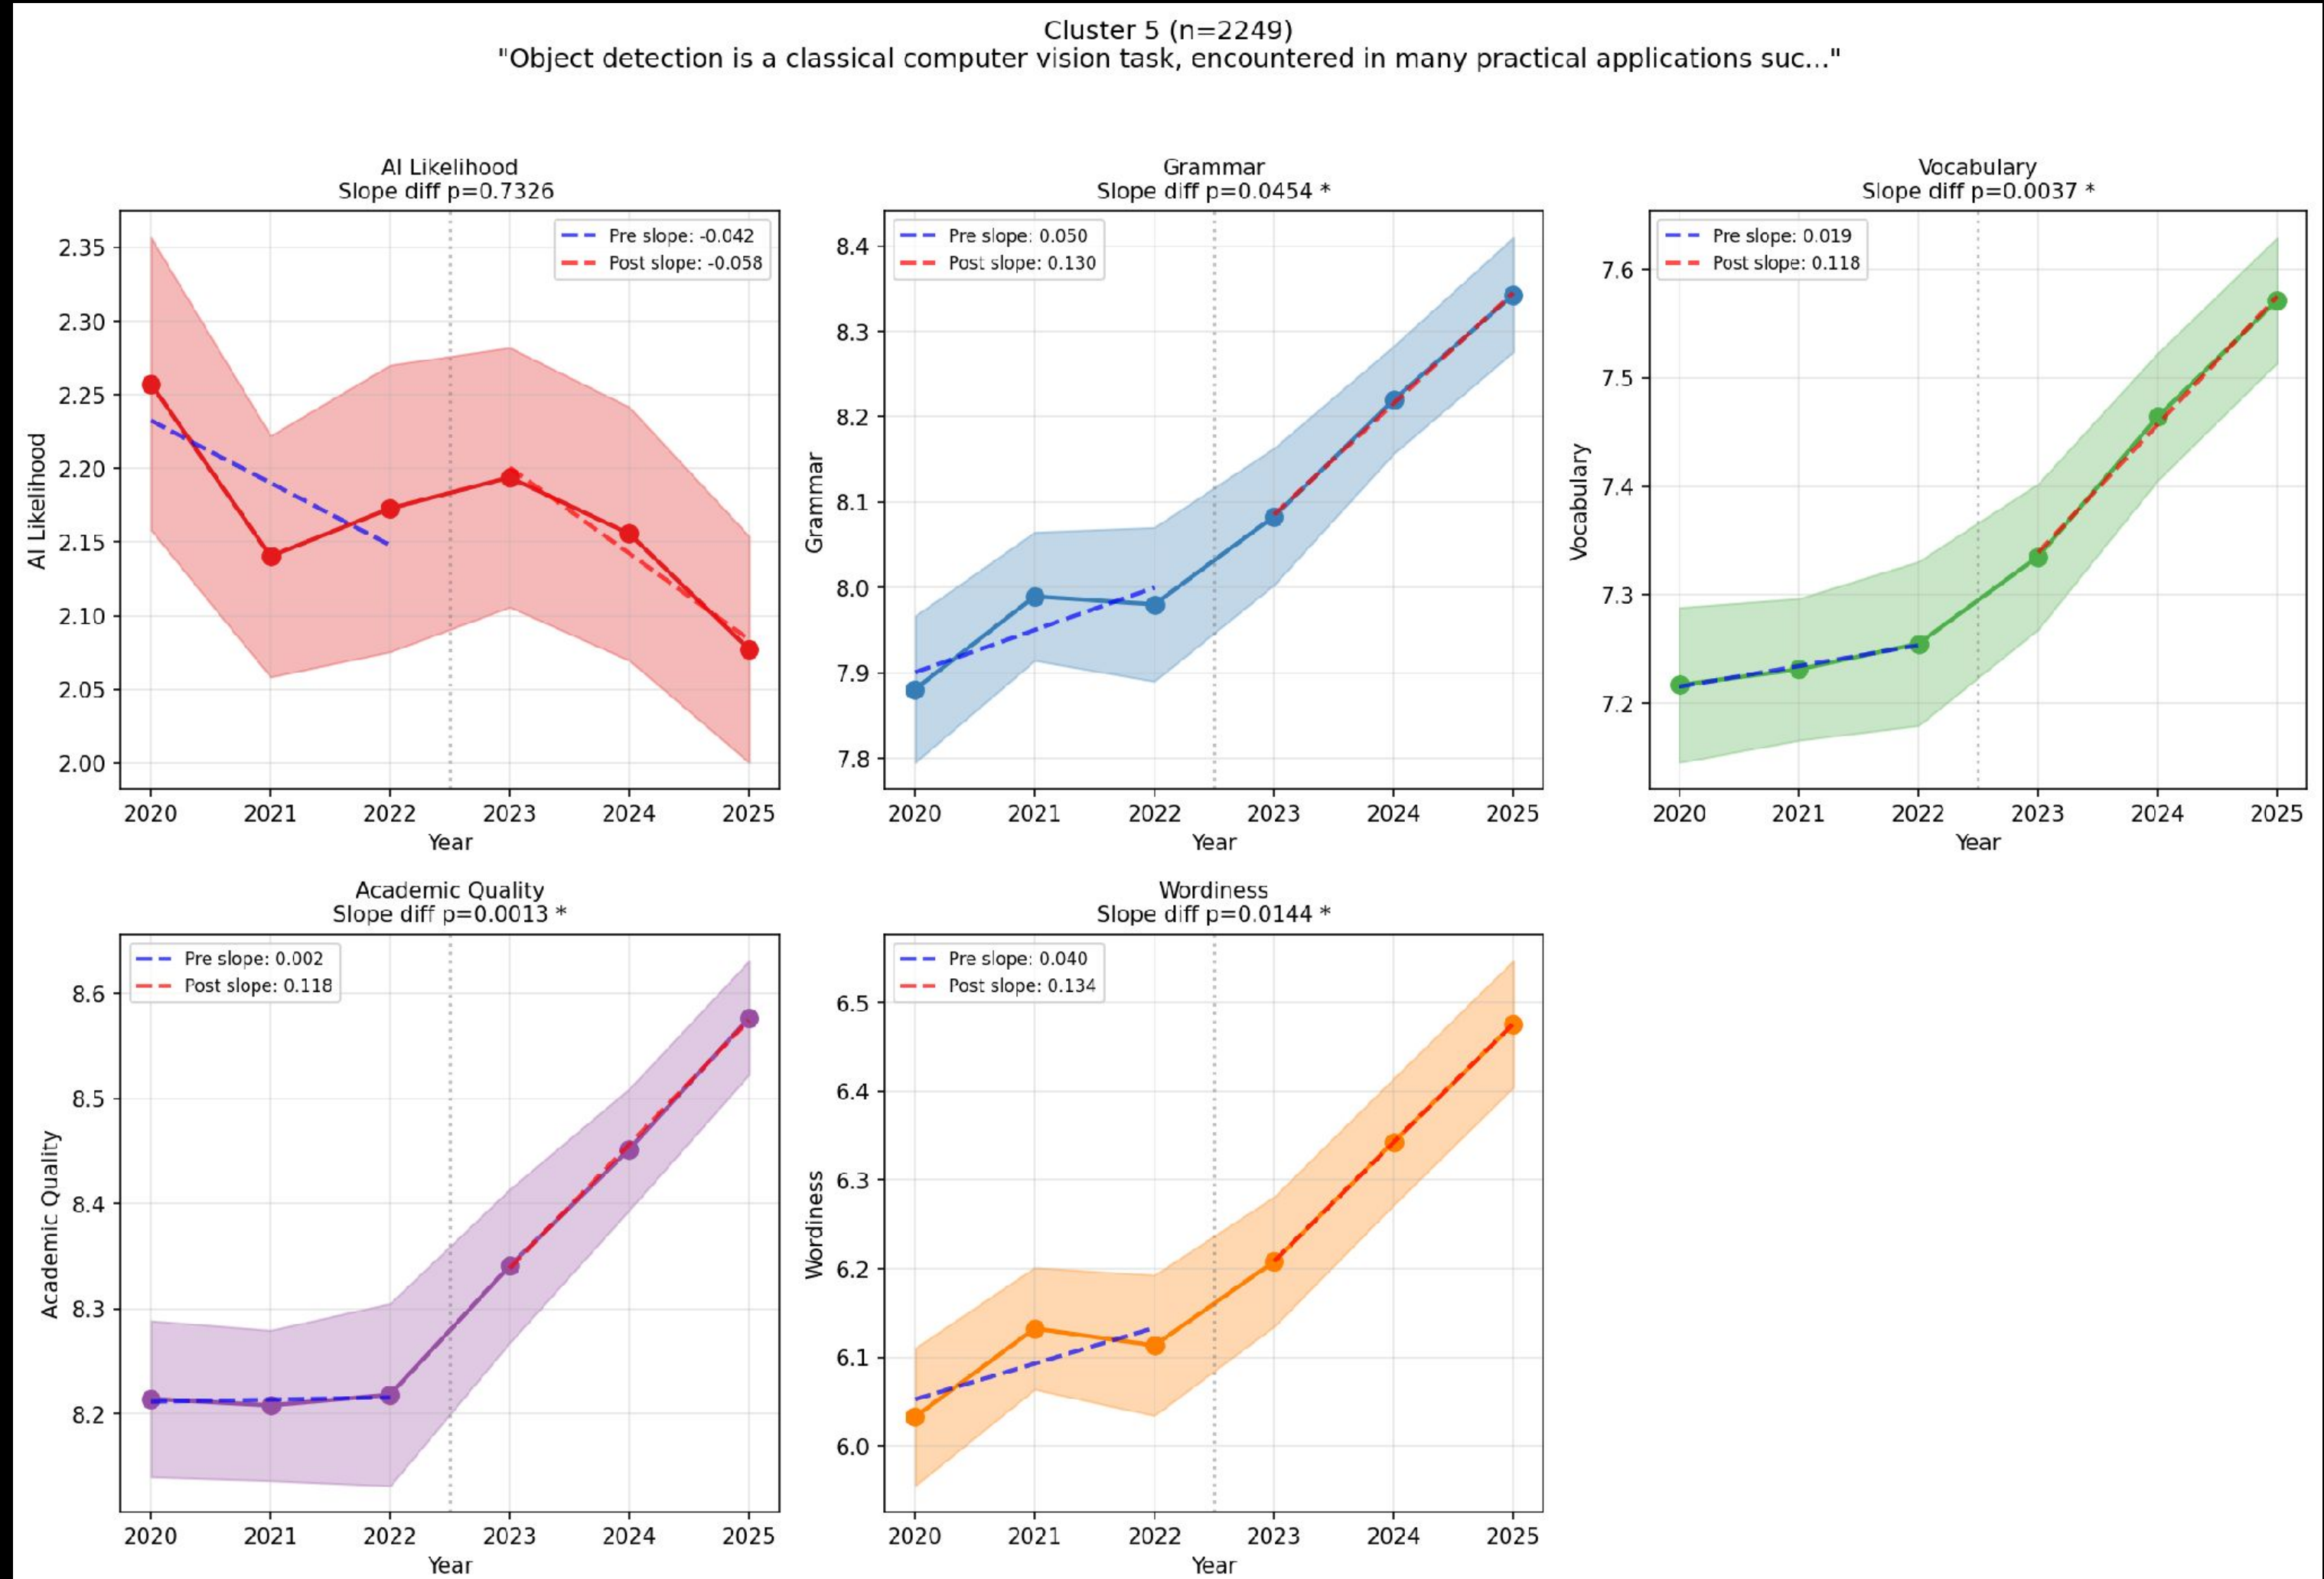 Cluster 5 (n=2249)
"Object detection is a classical computer vision task, encountered in many practical applications suc..."
AI Likelihood
Slope diff p=0.7326
Pre slope: -0.042
Post slope: -0.058
2.35
2.30
2.25
2.20
2.15
2.10
2.05
2.00
AI Likelihood
2020 2021 2022 2023 2024 2025
Year
Grammar
Slope diff p=0.0454 *
Pre slope: 0.050
Post slope: 0.130
8.4
8.3
8.2
8.1
8.0
7.9
7.8
Grammar
2020 2021 2022 2023 2024 2025
Year
Vocabulary
Slope diff p=0.0037 *
Pre slope: 0.019
Post slope: 0.118
7.6
7.5
7.4
7.3
7.2
Vocabulary
2020 2021 2022 2023 2024 2025
Year
Academic Quality
Slope diff p=0.0013 *
Pre slope: 0.002
Post slope: 0.118
8.6
8.5
8.4
8.3
8.2
Academic Quality
2020 2021 2022 2023 2024 2025
Year
Wordiness
Slope diff p=0.0144 *
Pre slope: 0.040
Post slope: 0.134
6.5
6.4
6.3
6.2
6.1
6.0
Wordiness
2020 2021 2022 2023 2024 2025
Year